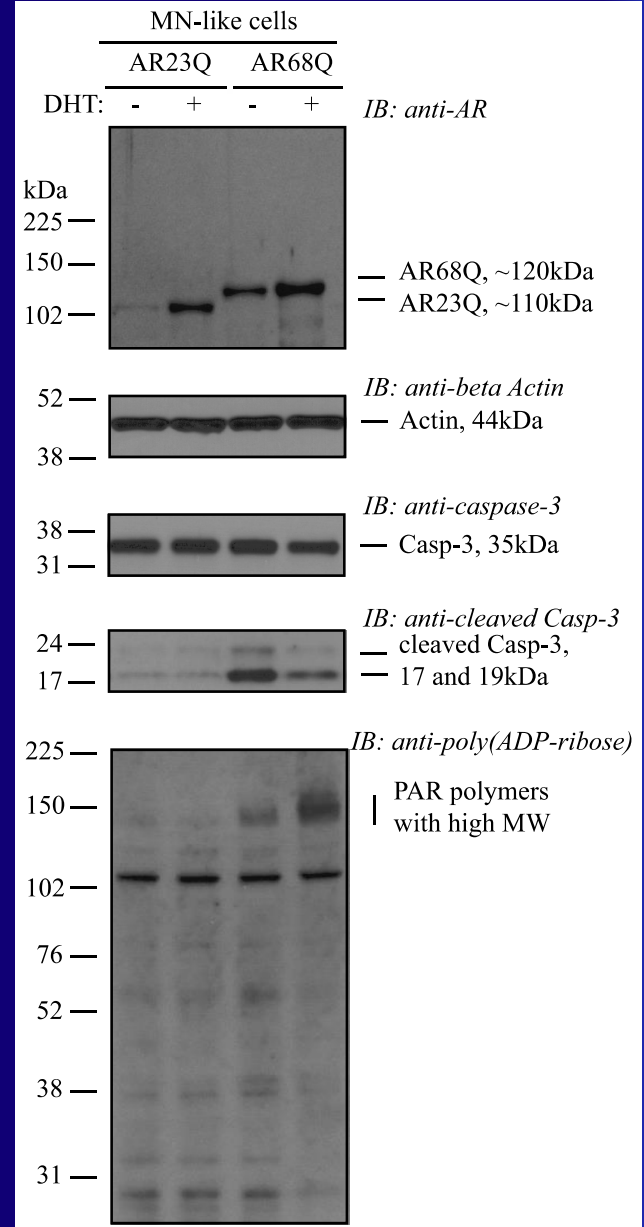 MN-like cells
AR23Q AR68Q
DHT: - + - +
IB: anti-AR
kDa
225
150
102
AR68Q, ~120kDa
AR23Q, ~110kDa
IB: anti-beta Actin
52
38
Actin, 44kDa
IB: anti-caspase-3
38
31
Casp-3, 35kDa
IB: anti-cleaved Casp-3
24
17
cleaved Casp-3,
17 and 19kDa
IB: anti-poly(ADP-ribose)
225
150
102
76
52
38
31
PAR polymers
with high MW